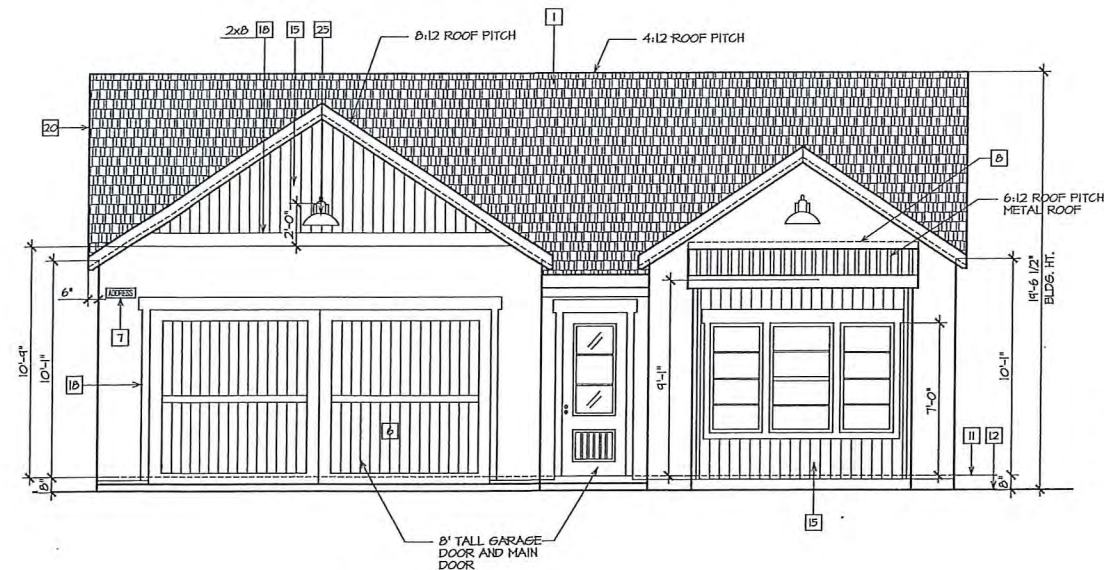 2x8 18 15 25
8:12 ROOF PITCH
1
4:12 ROOF PITCH
20
8
6:12 ROOF PITCH
METAL ROOF
2'-0"
19'-6 1/2"
BLDG. HT.
6"
ADDRESS
7
10'-9"
10'-1"
18
6
9'-1"
7'-0"
10'-1"
11 12
8"
8"
15
8' TALL GARAGE
DOOR AND MAIN
DOOR